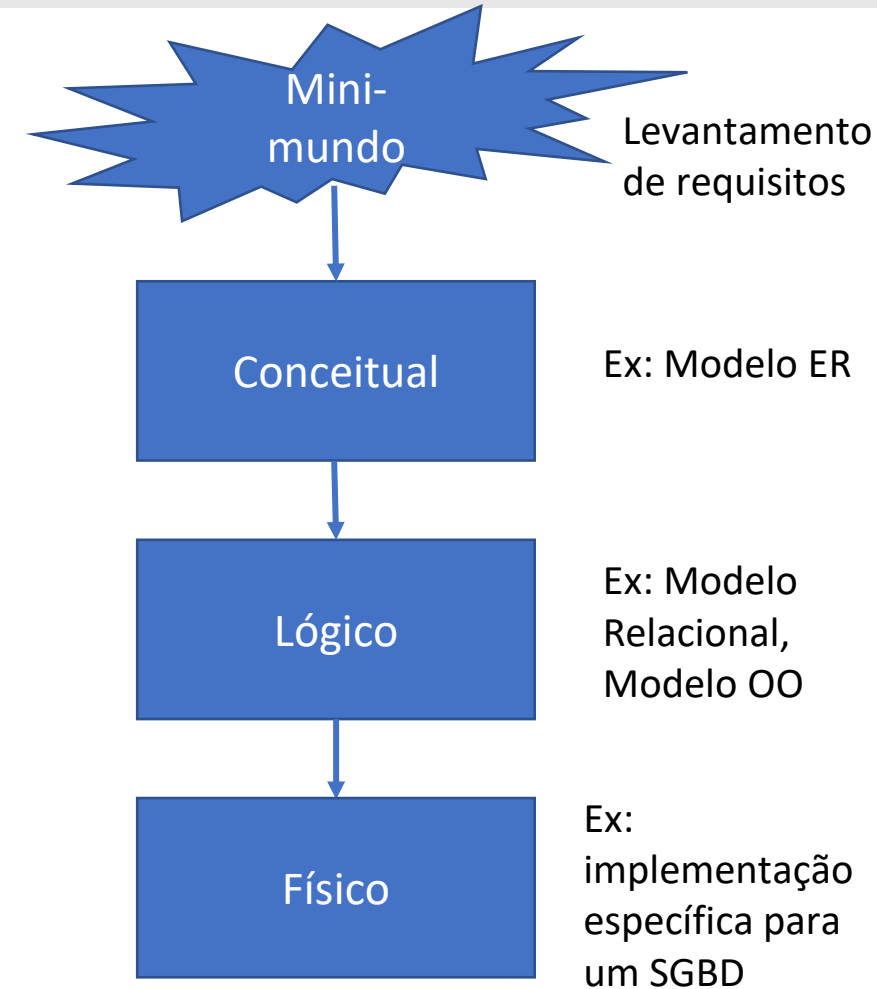 Mini-
mundo
Levantamento
de requisitos
Conceitual
Ex: Modelo ER
Lógico
Ex: Modelo
Relacional,
Modelo OO
Físico
Ex:
implementação
específica para
um SGBD